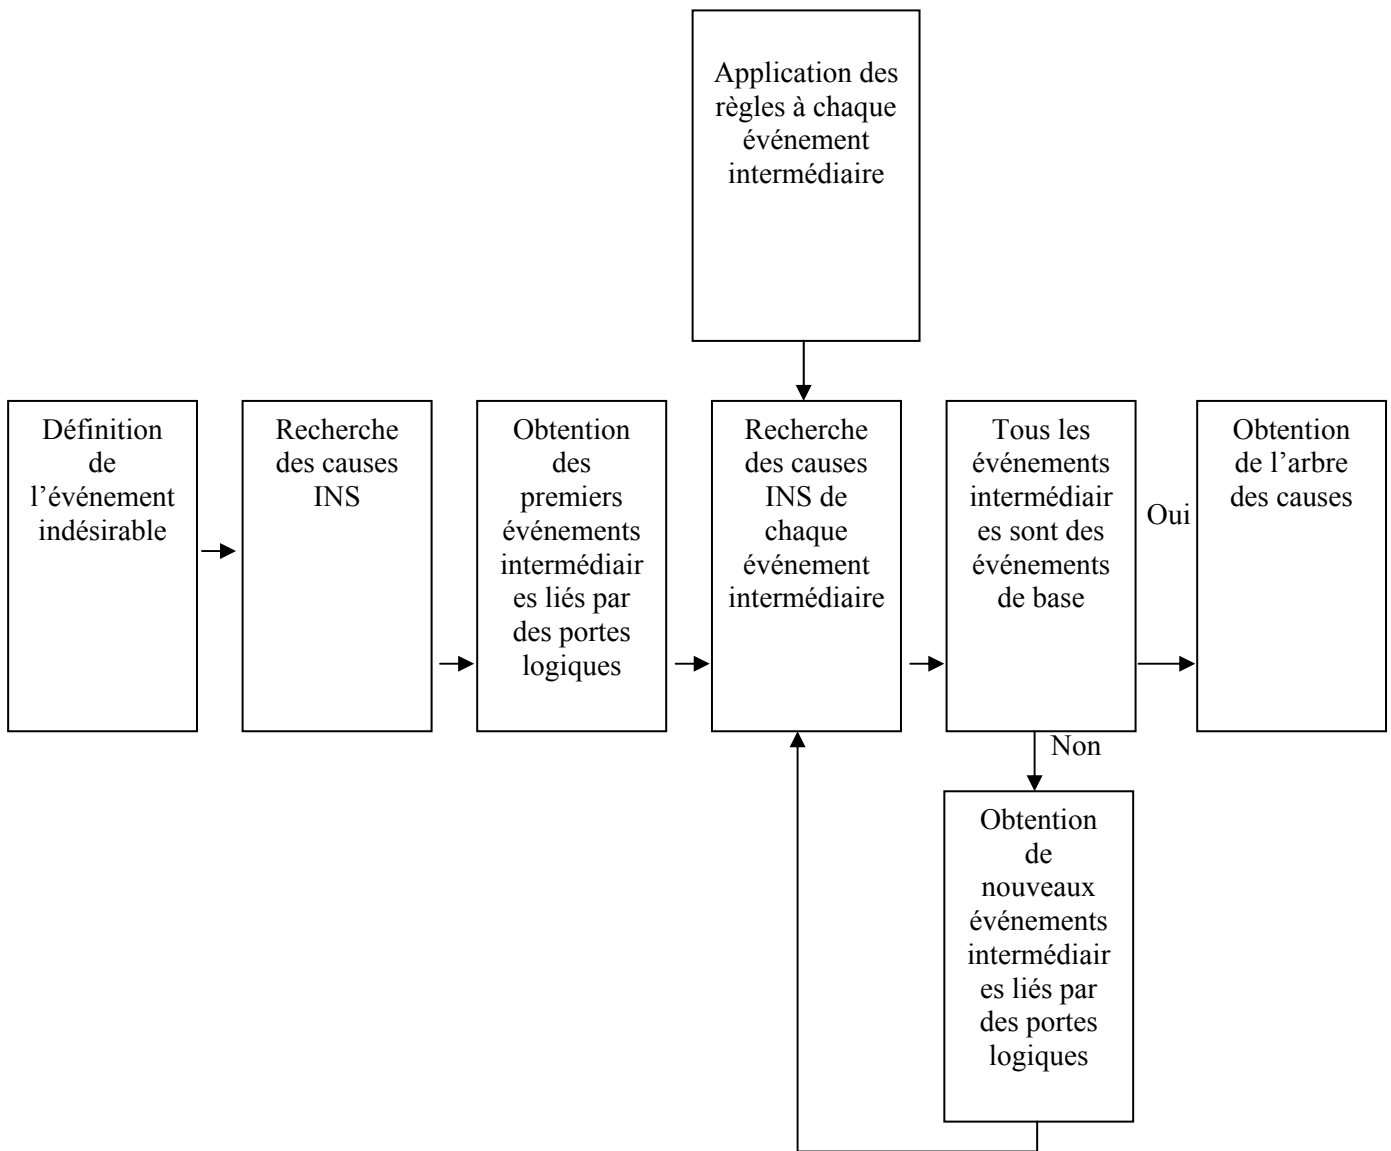 Application des
règles à chaque
événement
intermédiaire
Définition
de
l’événement
indésirable
Recherche
des causes
INS
Obtention
des
premiers
événements
intermédiair
es liés par
des portes
logiques
Recherche
des causes
INS de
chaque
événement
intermédiaire
Tous les
événements
intermédiair
es sont des
événements
de base
Oui
Obtention
de l’arbre
des causes
Non
Obtention
de
nouveaux
événements
intermédiair
es liés par
des portes
logiques